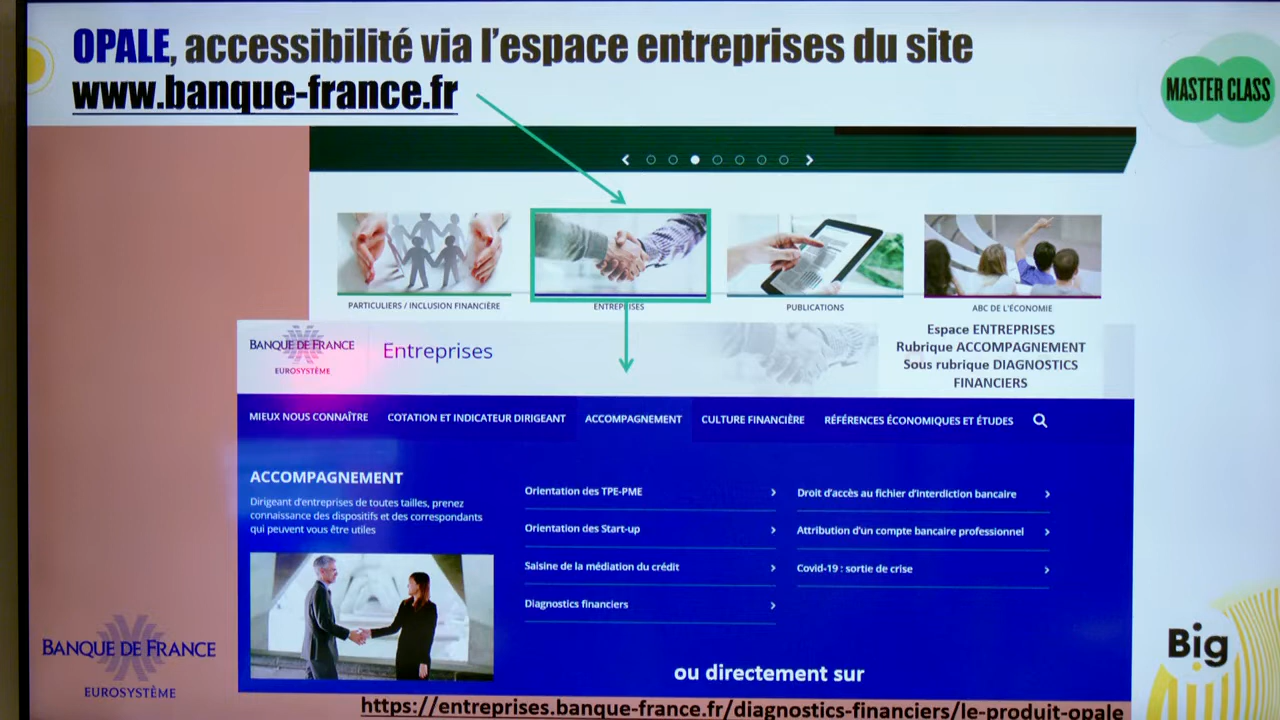 OPALE, accessibilité via l'espace entreprises du site
www.banque-france.fr
MASTER CLASS
PARTICULIERS / INCLUSION FINANCIÈRE
ENTREPRISES
PUBLICATIONS
ABC DE L'ÉCONOMIE
BANQUE DE FRANCE
EUROSYSTÈME
Entreprises
Espace ENTREPRISES
Rubrique ACCOMPAGNEMENT
Sous rubrique DIAGNOSTICS
FINANCIERS
MIEUX NOUS CONNAÎTRE
COTATION ET INDICATEUR DIRIGEANT
ACCOMPAGNEMENT
CULTURE FINANCIÈRE
RÉFÉRENCES ÉCONOMIQUES ET ÉTUDES
ACCOMPAGNEMENT
Dirigeant d'entreprises de toutes tailles, prenez
connaissance des dispositifs et des correspondants
qui peuvent vous être utiles
Orientation des TPE-PME
Orientation des Start-up
Saisine de la médiation du crédit
Diagnostics financiers
Droit d'accès au fichier d'interdiction bancaire
Attribution d'un compte bancaire professionnel
Covid-19 : sortie de crise
BANQUE DE FRANCE
EUROSYSTÈME
ou directement sur
https://entreprises.banque-france.fr/diagnostics-financiers/le-produit-opale
Big